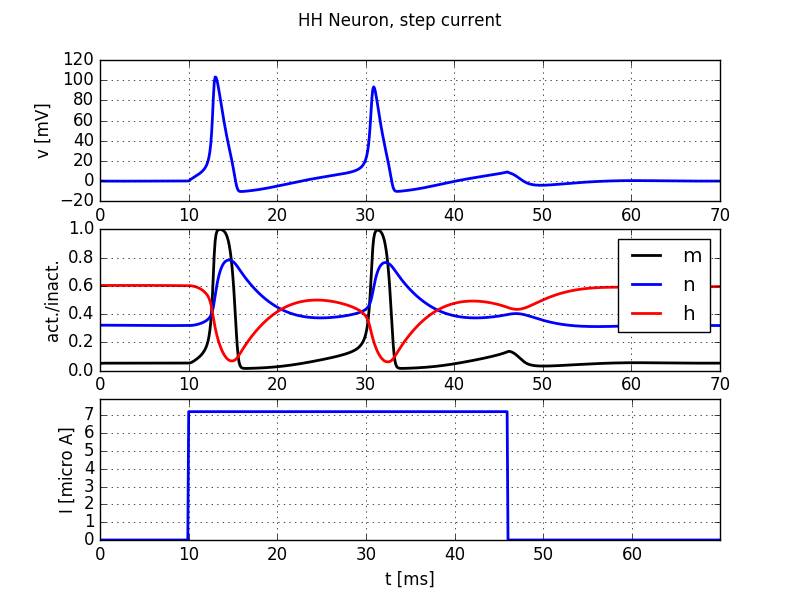 HH Neuron, step current
v [mV]
120
100
80
60
40
20
0
−20
0 10 20 30 40 50 60 70
act./inact.
1.0
0.8
0.6
0.4
0.2
0.0
m
n
h
0 10 20 30 40 50 60 70
I [micro A]
7
6
5
4
3
2
1
0
0 10 20 30 40 50 60
t [ms]